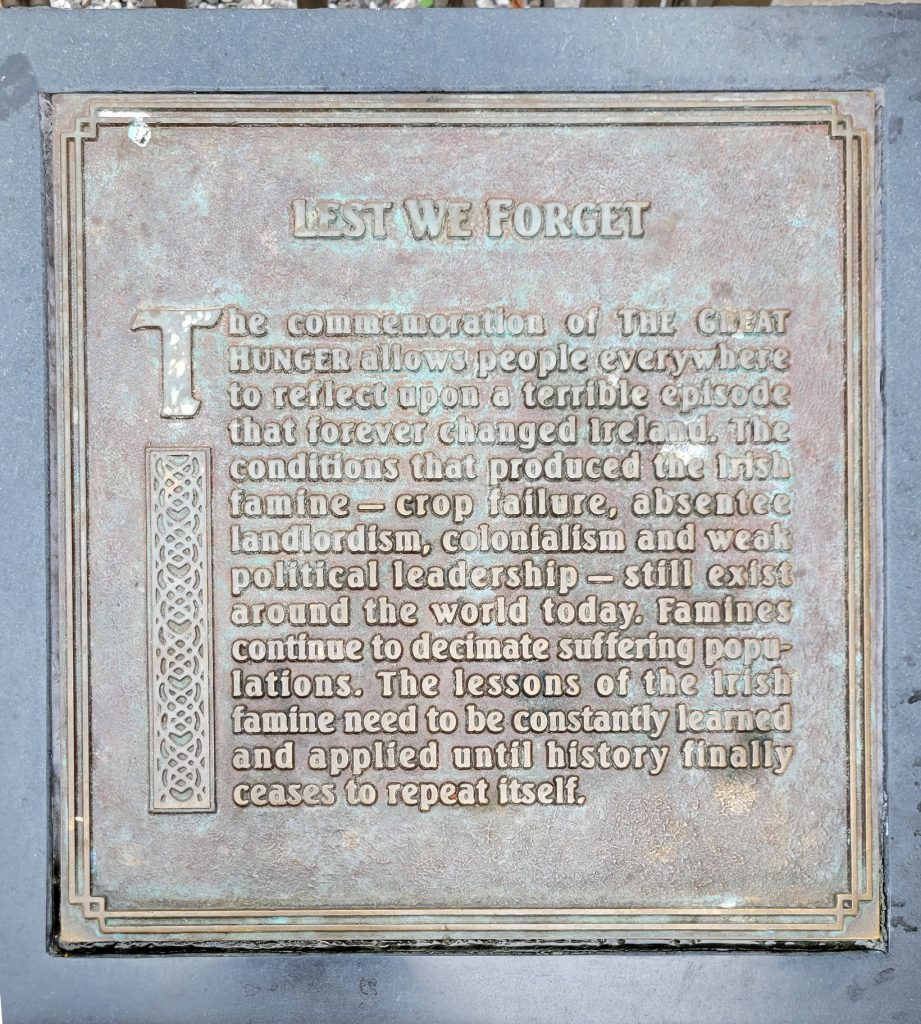 LEST WE FORGET
The commemoration of THE GREAT
HUNGER allows people everywhere
to reflect upon a terrible episode
that forever changed Ireland. The
conditions that produced the Irish
famine – crop failure, absentee
landlordism, colonialism and weak
political leadership – still exist
around the world today. Famines
continue to decimate suffering popu-
lations. The lessons of the Irish
famine need to be constantly learned
and applied until history finally
ceases to repeat itself.